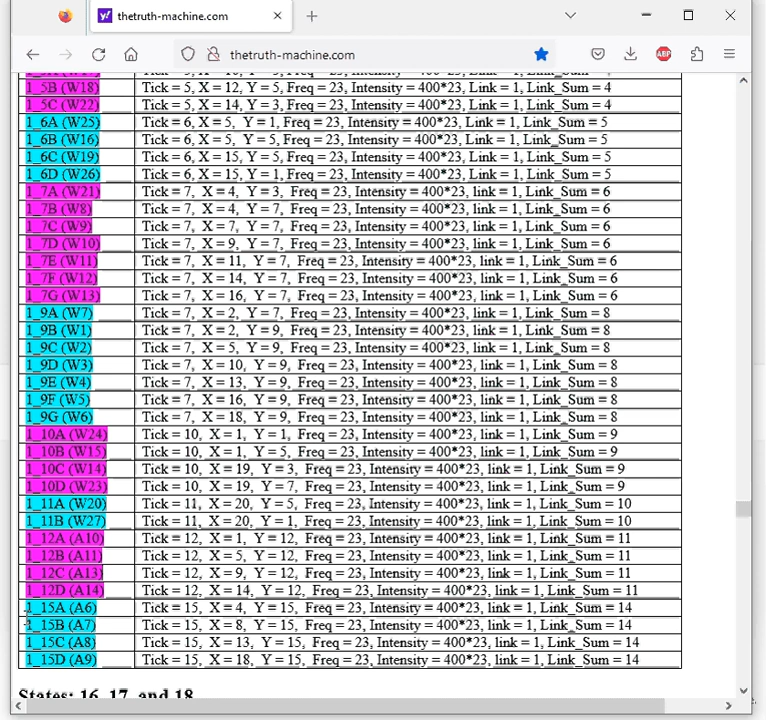 thetruth-machine.com
thetruth-machine.com
1_5B (W18) Tick = 5, X = 12, Y = 5, Freq = 23, Intensity = 400*23, Link = 1, Link_Sum = 4
1_5C (W22) Tick = 5, X = 14, Y = 3, Freq = 23, Intensity = 400*23, Link = 1, Link_Sum = 4
1_6A (W25) Tick = 6, X = 5, Y = 1, Freq = 23, Intensity = 400*23, Link = 1, Link_Sum = 5
1_6B (W16) Tick = 6, X = 5, Y = 5, Freq = 23, Intensity = 400*23, Link = 1, Link_Sum = 5
1_6C (W19) Tick = 6, X = 15, Y = 5, Freq = 23, Intensity = 400*23, Link = 1, Link_Sum = 5
1_6D (W26) Tick = 6, X = 15, Y = 1, Freq = 23, Intensity = 400*23, Link = 1, Link_Sum = 5
1_7A (W21) Tick = 7, X = 4, Y = 3, Freq = 23, Intensity = 400*23, link = 1, Link_Sum = 6
1_7B (W8) Tick = 7, X = 4, Y = 7, Freq = 23, Intensity = 400*23, link = 1, Link_Sum = 6
1_7C (W9) Tick = 7, X = 7, Y = 7, Freq = 23, Intensity = 400*23, link = 1, Link_Sum = 6
1_7D (W10) Tick = 7, X = 9, Y = 7, Freq = 23, Intensity = 400*23, link = 1, Link_Sum = 6
1_7E (W11) Tick = 7, X = 11, Y = 7, Freq = 23, Intensity = 400*23, link = 1, Link_Sum = 6
1_7F (W12) Tick = 7, X = 14, Y = 7, Freq = 23, Intensity = 400*23, link = 1, Link_Sum = 6
1_7G (W13) Tick = 7, X = 16, Y = 7, Freq = 23, Intensity = 400*23, link = 1, Link_Sum = 6
1_9A (W7) Tick = 7, X = 2, Y = 7, Freq = 23, Intensity = 400*23, link = 1, Link_Sum = 8
1_9B (W1) Tick = 7, X = 2, Y = 9, Freq = 23, Intensity = 400*23, link = 1, Link_Sum = 8
1_9C (W2) Tick = 7, X = 5, Y = 9, Freq = 23, Intensity = 400*23, link = 1, Link_Sum = 8
1_9D (W3) Tick = 7, X = 10, Y = 9, Freq = 23, Intensity = 400*23, link = 1, Link_Sum = 8
1_9E (W4) Tick = 7, X = 13, Y = 9, Freq = 23, Intensity = 400*23, link = 1, Link_Sum = 8
1_9F (W5) Tick = 7, X = 16, Y = 9, Freq = 23, Intensity = 400*23, link = 1, Link_Sum = 8
1_9G (W6) Tick = 7, X = 18, Y = 9, Freq = 23, Intensity = 400*23, link = 1, Link_Sum = 8
1_10A (W24) Tick = 10, X = 1, Y = 1, Freq = 23, Intensity = 400*23, link = 1, Link_Sum = 9
1_10B (W15) Tick = 10, X = 1, Y = 5, Freq = 23, Intensity = 400*23, link = 1, Link_Sum = 9
1_10C (W14) Tick = 10, X = 19, Y = 3, Freq = 23, Intensity = 400*23, link = 1, Link_Sum = 9
1_10D (W23) Tick = 10, X = 19, Y = 7, Freq = 23, Intensity = 400*23, link = 1, Link_Sum = 9
1_11A (W20) Tick = 11, X = 20, Y = 5, Freq = 23, Intensity = 400*23, link = 1, Link_Sum = 10
1_11B (W27) Tick = 11, X = 20, Y = 1, Freq = 23, Intensity = 400*23, link = 1, Link_Sum = 10
1_12A (A10) Tick = 12, X = 1, Y = 12, Freq = 23, Intensity = 400*23, link = 1, Link_Sum = 11
1_12B (A11) Tick = 12, X = 5, Y = 12, Freq = 23, Intensity = 400*23, link = 1, Link_Sum = 11
1_12C (A13) Tick = 12, X = 9, Y = 12, Freq = 23, Intensity = 400*23, link = 1, Link_Sum = 11
1_12D (A14) Tick = 12, X = 14, Y = 12, Freq = 23, Intensity = 400*23, link = 1, Link_Sum = 11
1_15A (A6) Tick = 15, X = 4, Y = 15, Freq = 23, Intensity = 400*23, link = 1, Link_Sum = 14
1_15B (A7) Tick = 15, X = 8, Y = 15, Freq = 23, Intensity = 400*23, link = 1, Link_Sum = 14
1_15C (A8) Tick = 15, X = 13, Y = 15, Freq = 23, Intensity = 400*23, link = 1, Link_Sum = 14
1_15D (A9) Tick = 15, X = 18, Y = 15, Freq = 23, Intensity = 400*23, link = 1, Link_Sum = 14
States: 16, 17, and 18